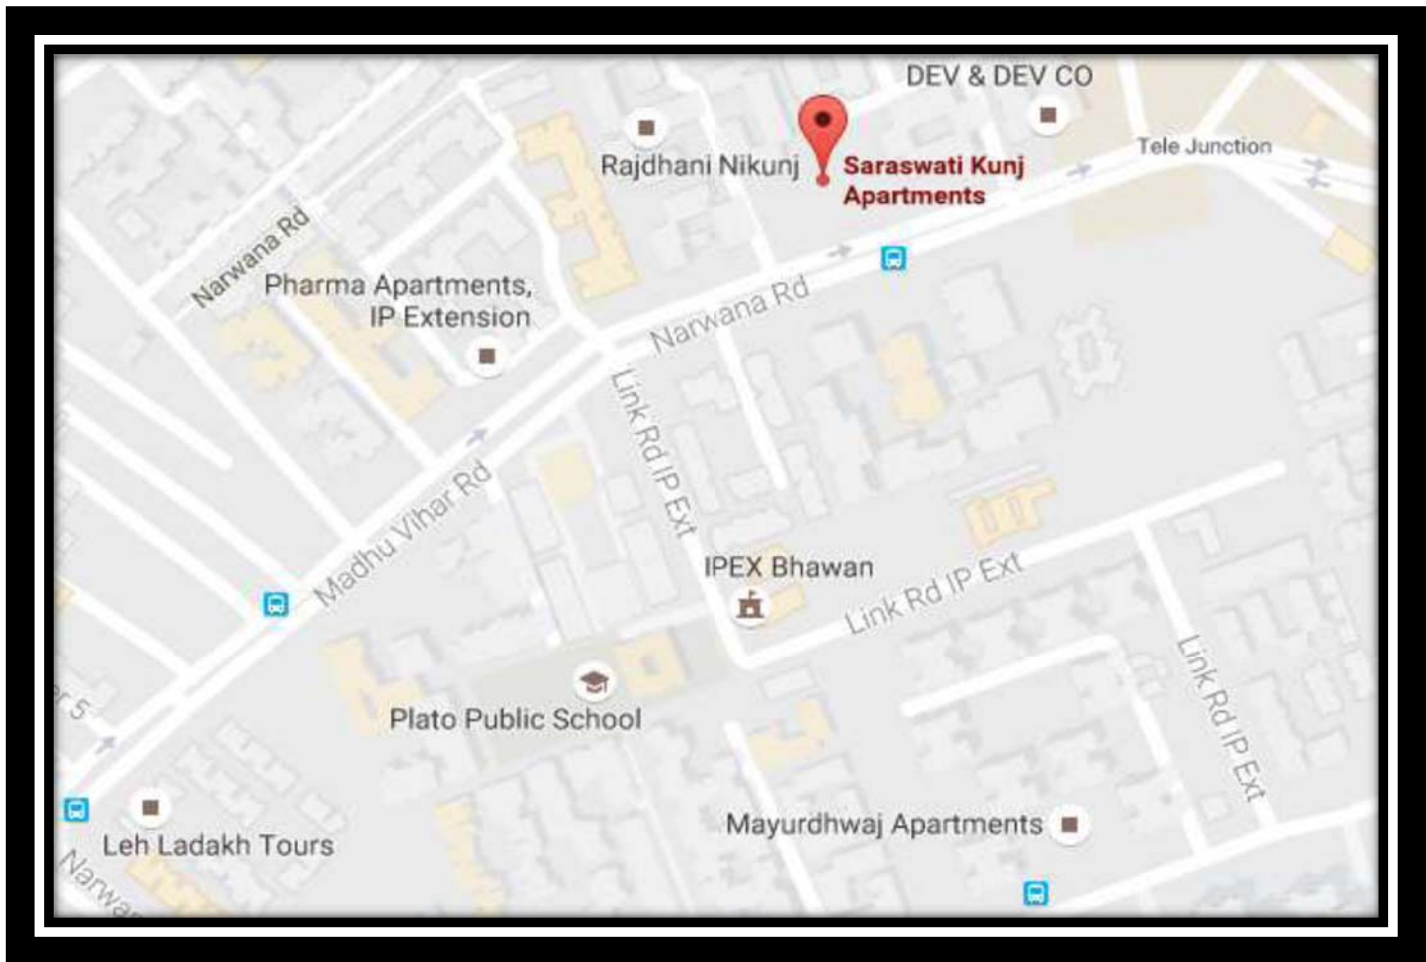 DEV & DEV CO
Tele Junction
Rajdhani Nikunj
Saraswati Kunj
Apartments
Narwana Rd
Pharma Apartments,
IP Extension
Narwana Rd
Link Rd IP Ext
Madhu Vihar Rd
IPEX Bhawan
Link Rd IP Ext
Link Rd IP Ext
Plato Public School
Mayurdhwaj Apartments
Leh Ladakh Tours